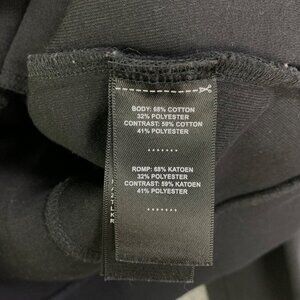 BODY: 68% COTTON
32% POLYESTER
CONTRAST: 59% COTTON
41% POLYESTER
.......
ROMP: 68% KATOEN
32% POLYESTER
CONTRAST: 59% KATOEN
41% POLYESTER
.......